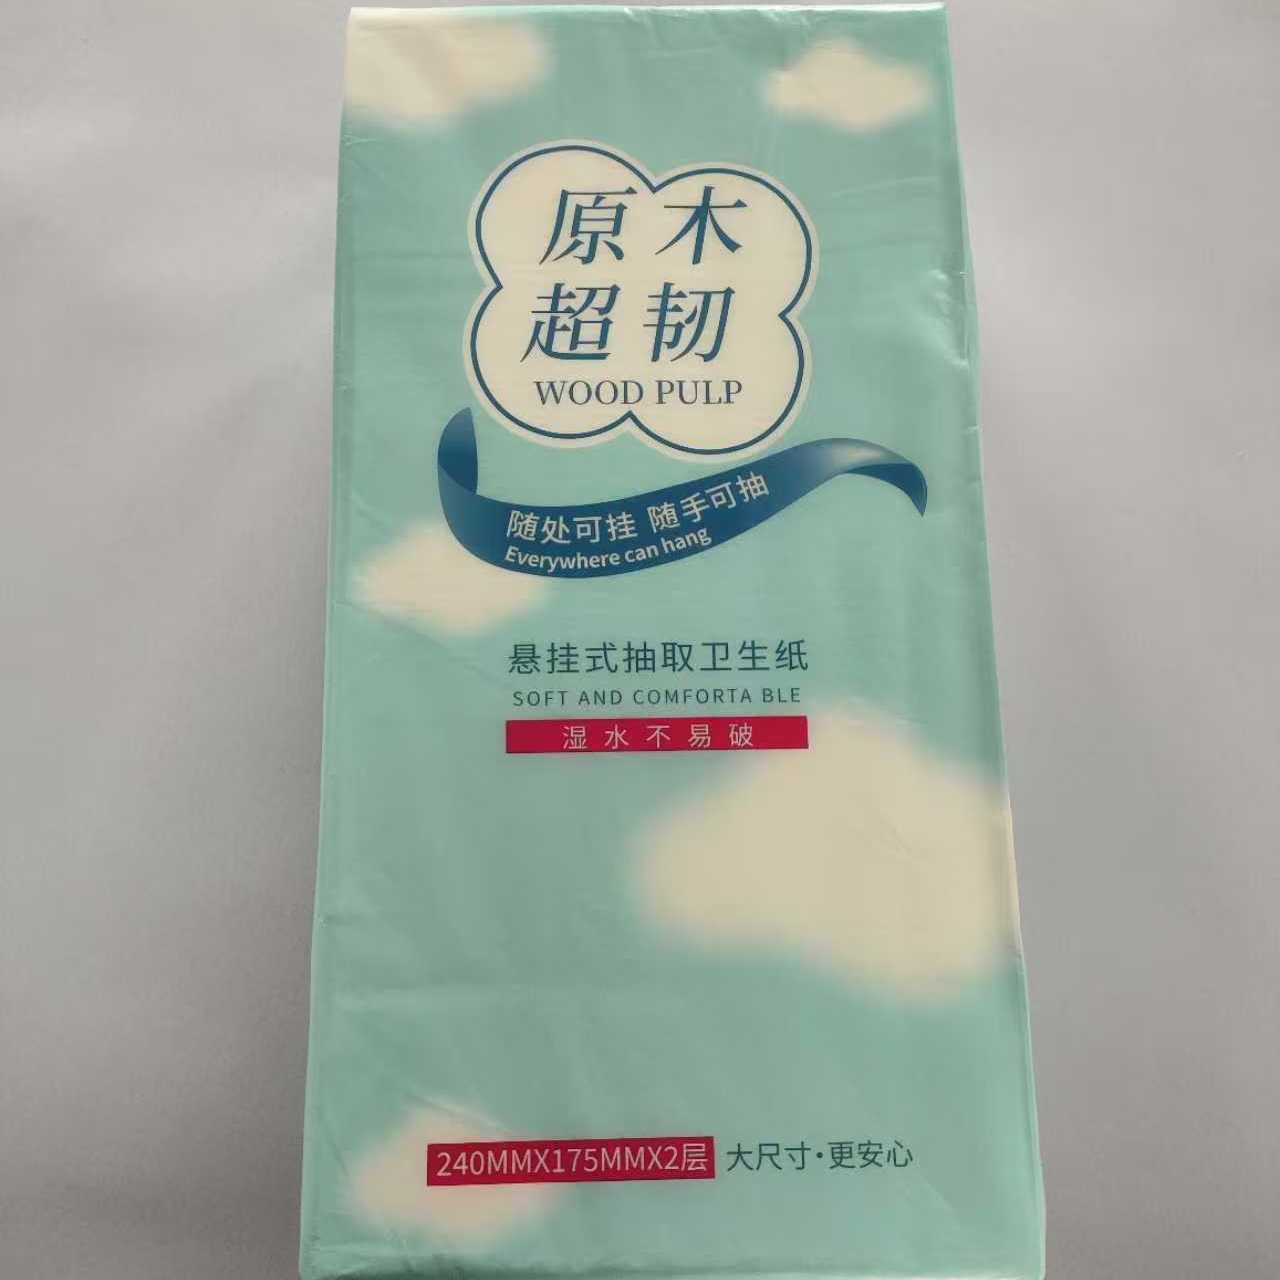 原木
超韧
WOOD PULP
随处可挂 随手可抽
Everywhere can hang
悬挂式抽取卫生纸
SOFT AND COMFORTA BLE
湿水不易破
240MMX175MMX2层 大尺寸·更安心